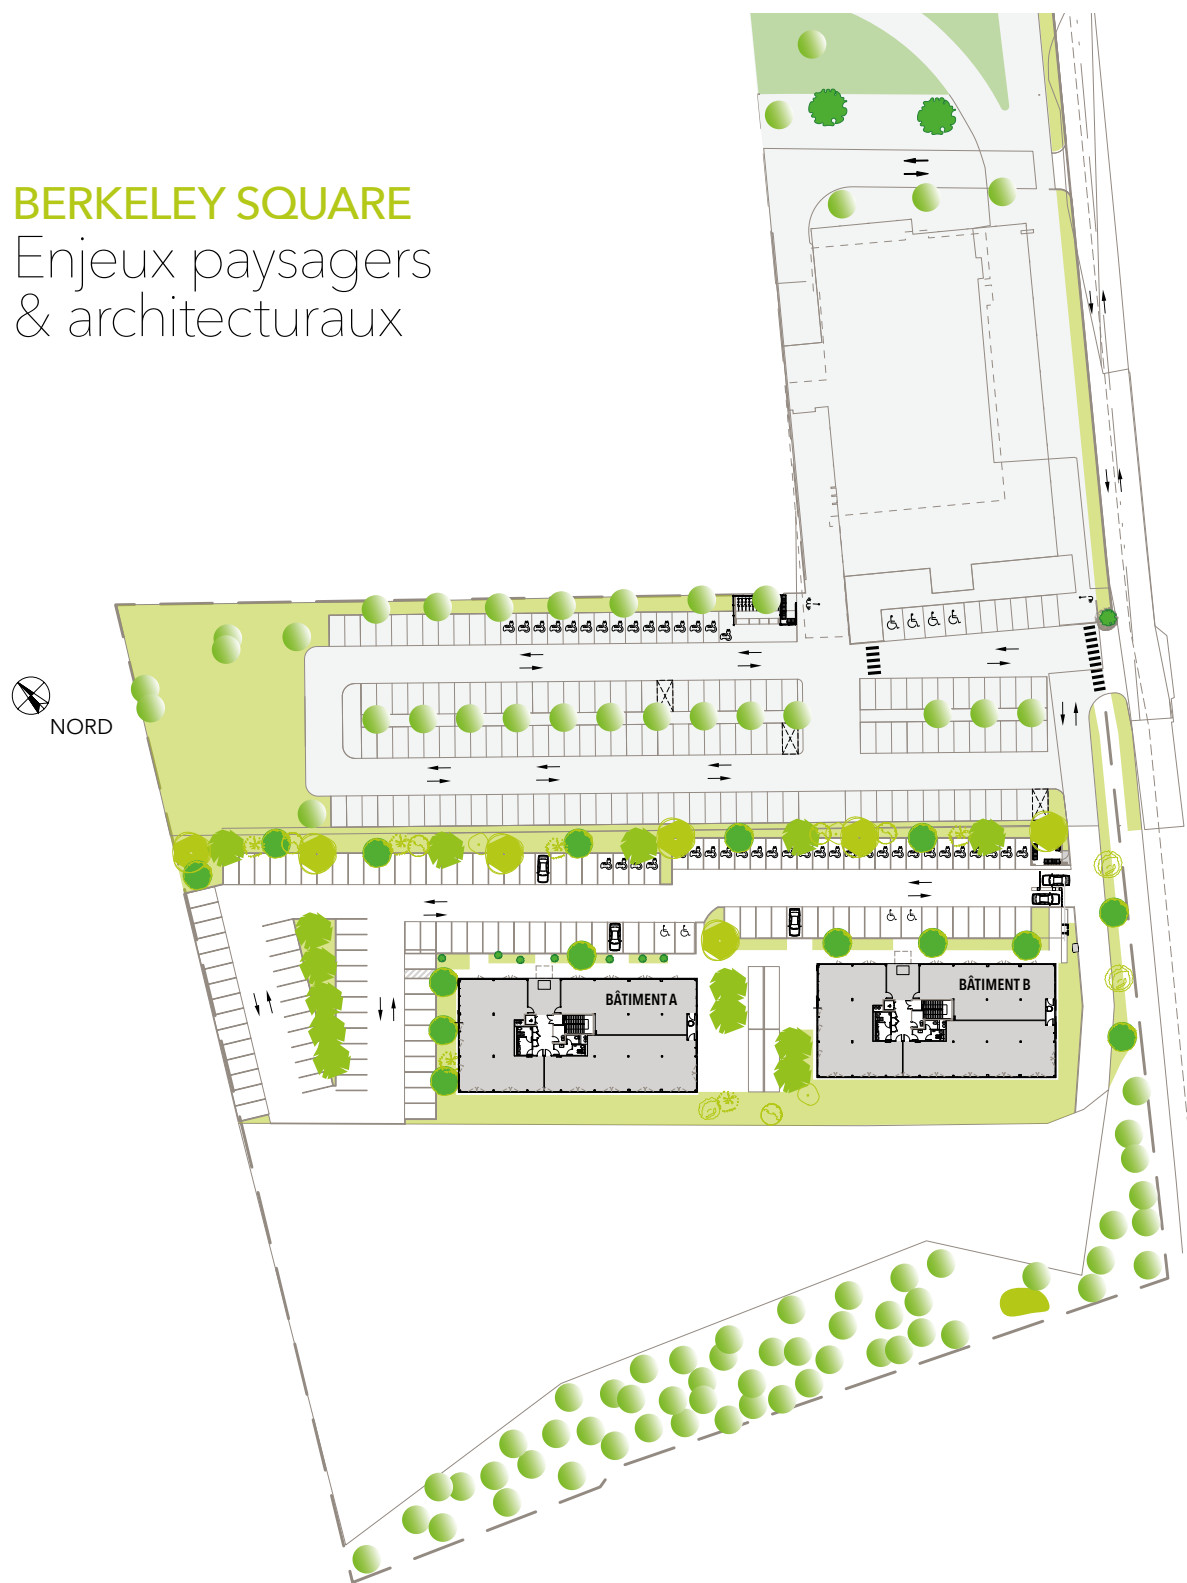 BERKELEY SQUARE
Enjeux paysagers
& architecturaux
NORD
BÂTIMENT A
BÂTIMENT B